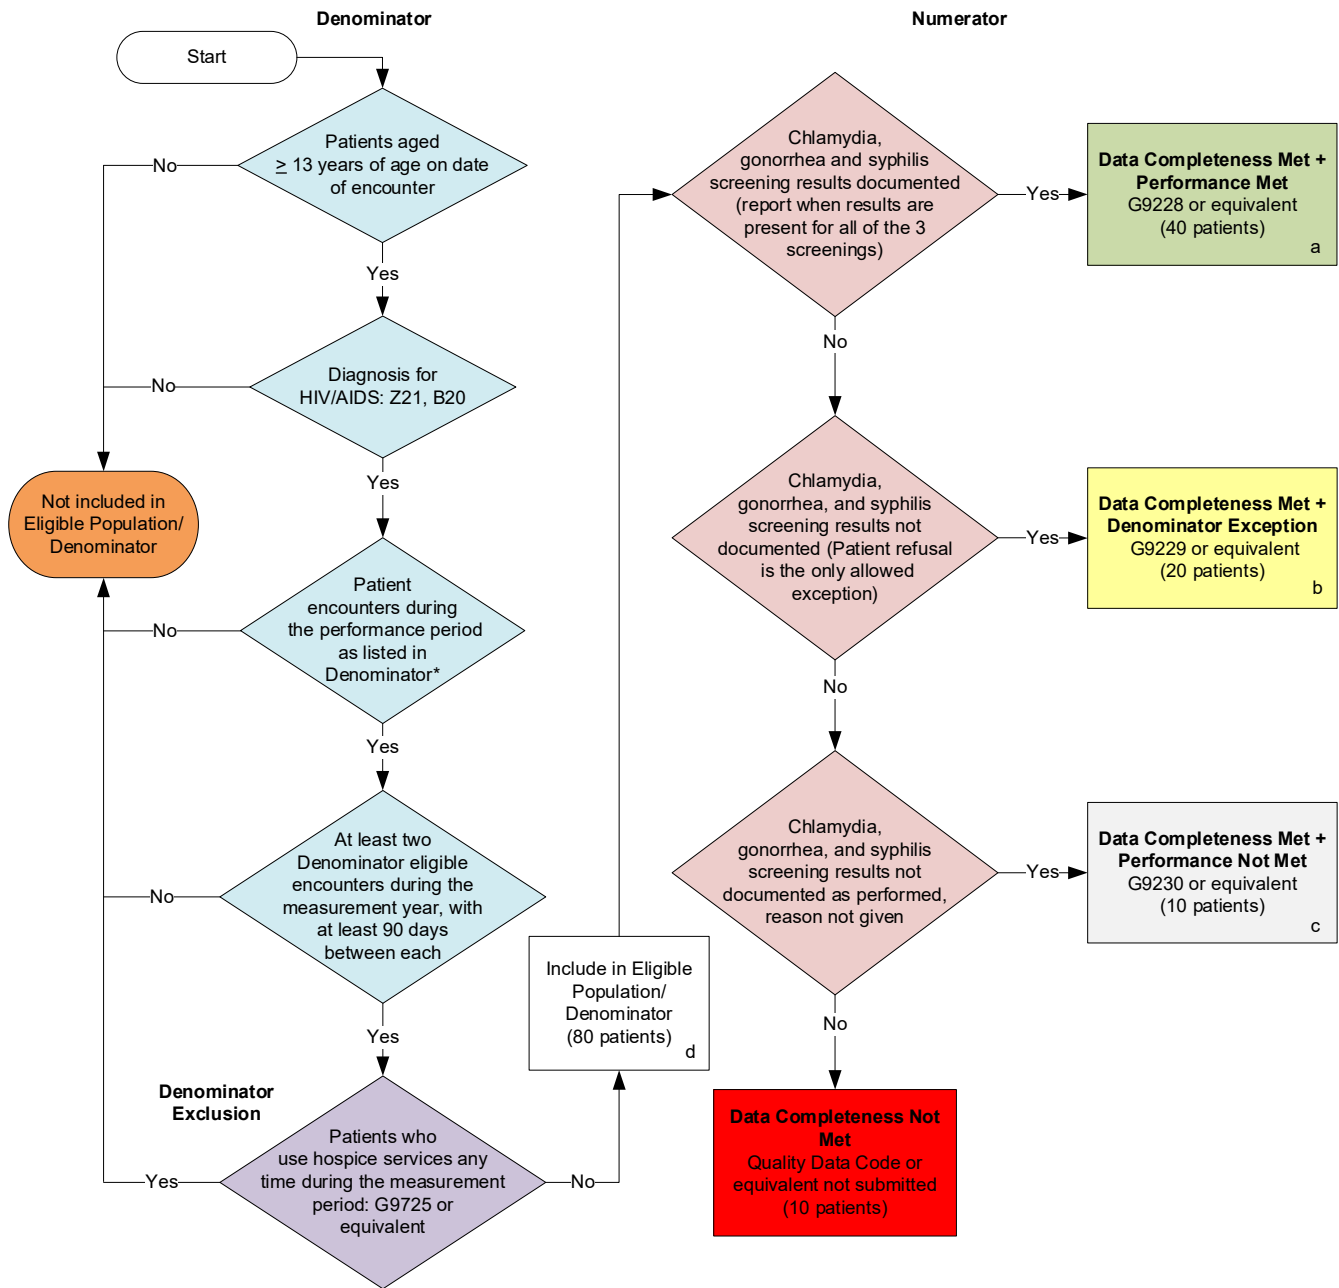 Denominator
Numerator
Start
Patients aged
≥ 13 years of age on date
of encounter
No
Yes
Diagnosis for
HIV/AIDS: Z21, B20
No
Yes
Not included in
Eligible Population/
Denominator
Patient
encounters during
the performance period
as listed in
Denominator*
No
Yes
At least two
Denominator eligible
encounters during the
measurement year, with
at least 90 days
between each
No
Yes
Denominator
Exclusion
Patients who
use hospice services any
time during the measurement
period: G9725 or
equivalent
Yes
No
Include in Eligible
Population/
Denominator
(80 patients)
d
Chlamydia,
gonorrhea and syphilis
screening results documented
(report when results are
present for all of the 3
screenings)
Yes
Data Completeness Met +
Performance Met
G9228 or equivalent
(40 patients)
a
No
Chlamydia,
gonorrhea, and syphilis
screening results not
documented (Patient refusal
is the only allowed
exception)
Yes
Data Completeness Met +
Denominator Exception
G9229 or equivalent
(20 patients)
b
No
Chlamydia,
gonorrhea, and syphilis
screening results not
documented as performed,
reason not given
Yes
Data Completeness Met +
Performance Not Met
G9230 or equivalent
(10 patients)
c
No
Data Completeness Not
Met
Quality Data Code or
equivalent not submitted
(10 patients)